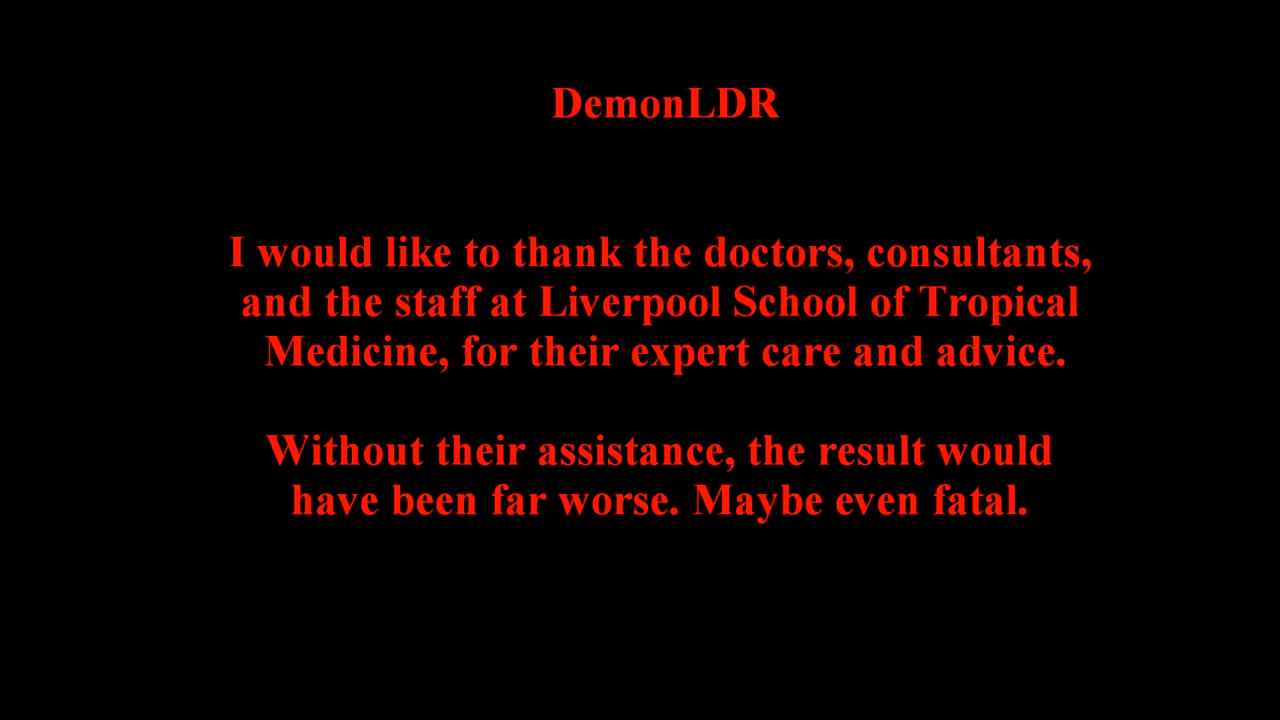 DemonLDR
I would like to thank the doctors, consultants,
and the staff at Liverpool School of Tropical
Medicine, for their expert care and advice.
Without their assistance, the result would
have been far worse. Maybe even fatal.